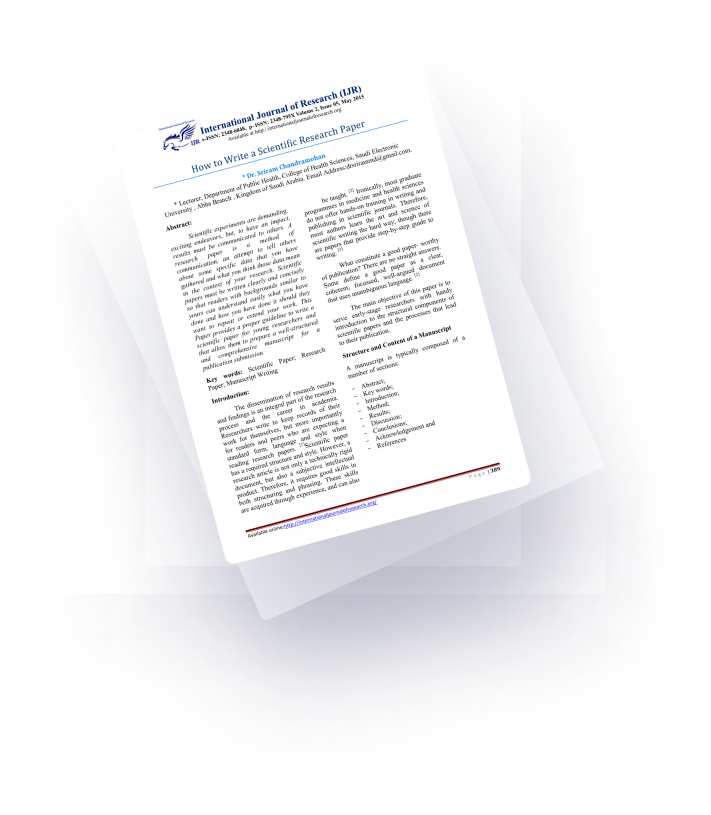 International Journal of Research (IJR)
IJR e-ISSN: 2348-6848, p- ISSN: 2348-795X Volume 2, Issue 05, May 2015
Available at http://internationaljournalofresearch.org
How to Write a Scientific Research Paper
* Dr. Sriram Chandramohan
* Lecturer, Department of Public Health, College of Health Sciences, Saudi Electronic
University , Abha Branch , Kingdom of Saudi Arabia. Email Address:drsriramomd@gmail.com.
Abstract:
Scientific experiments are demanding,
exciting endeavors, but, to have an impact,
results must be communicated to others. A
research paper is a method of
communication, an attempt to tell others
about some specific data that you have
gathered and what you think those data mean
in the context of your research. Scientific
papers must be written clearly and concisely
so that readers with backgrounds similar to
yours can understand easily what you have
done and how you have done it should they
want to repeat or extend your work. This
Paper provides a proper guideline to write a
scientific paper for young researchers and
that allow them to prepare a well-structured
and comprehensive manuscript for a
publication submission.
Key words: Scientific Paper; Research
Paper; Manuscript Writing
Introduction:
The dissemination of research results
and findings is an integral part of the research
process and the career in academia.
Researchers write to keep records of their
work for themselves, but more importantly
for readers and peers who are expecting a
standard form, language and style when
reading research papers. [1]Scientific paper
has a required structure and style. However, a
research article is not only a technically rigid
document, but also a subjective intellectual
product. Therefore, it requires good skills in
both structuring and phrasing. These skills
are acquired through experience, and can also
be taught. [2] Ironically, most graduate
programmes in medicine and health sciences
do not offer hands-on training in writing and
publishing in scientific journals. Therefore,
most authors learn the art and science of
scientific writing the hard way; though there
are papers that provide step-by-step guide to
writing. [3]
What constitute a good paper- worthy
of publication? There are no straight answers.
Some define a good paper as a clear,
coherent, focussed, well-argued document
that uses unambiguous language. [2]
The main objective of this paper is to
serve early-stage researchers with handy
introduction to the structural components of
scientific papers and the processes that lead
to their publication.
Structure and Content of a Manuscript
A manuscript is typically composed of a
number of sections:
− Abstract;
− Key words;
− Introduction;
− Method;
− Results;
− Discussion;
− Conclusions;
− Acknowledgement and
− References
Available online:http://internationaljournalofresearch.org/
P a g e | 389